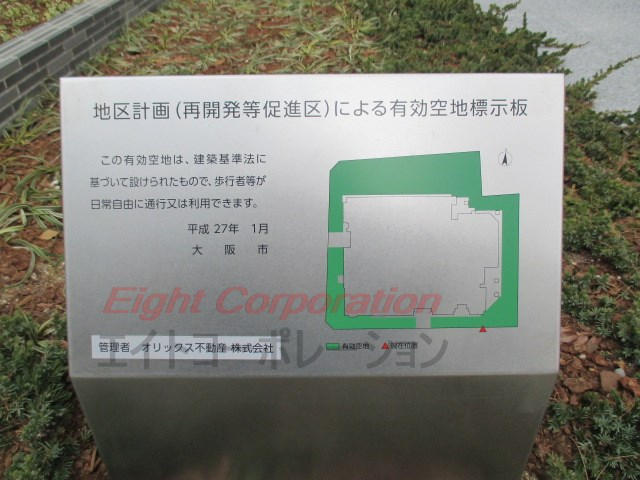 地区計画(再開発等促進区)による有効空地標示板
この有効空地は、建築基準法に
基づいて設けられたもので、歩行者等が
日常自由に通行又は利用できます。
平成 27年 1月
大阪市
Eight Corporation
エイトコーポレーション
管理者 オリックス不動産 株式会社
有効空地 現在位置